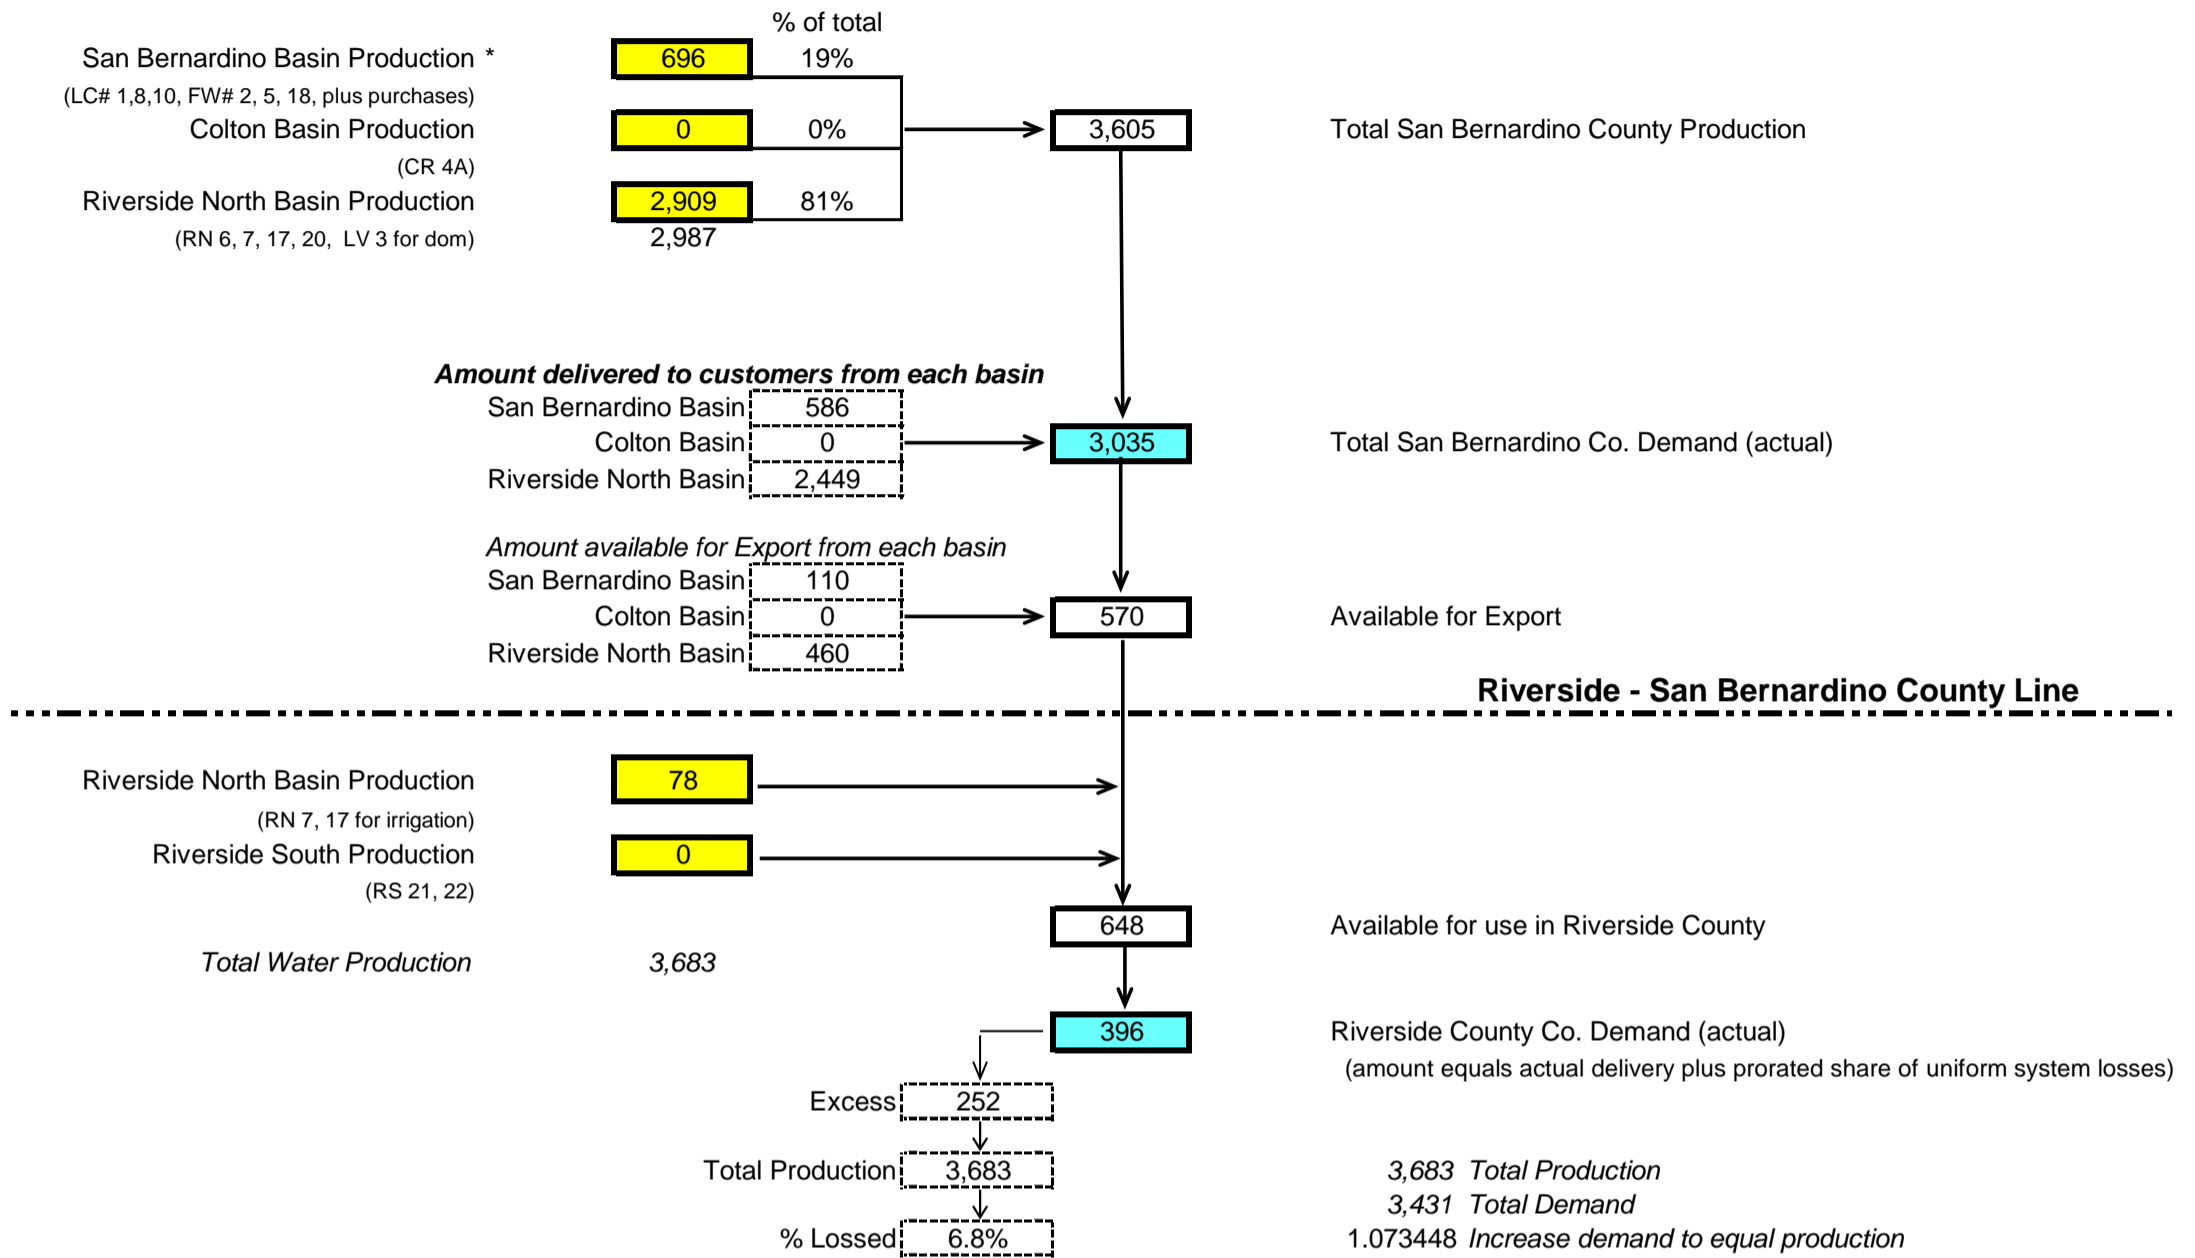 % of total
San Bernardino Basin Production * 696 19%
(LC# 1,8,10, FW# 2, 5, 18, plus purchases)
Colton Basin Production 0 0% 3,605 Total San Bernardino County Production
(CR 4A)
Riverside North Basin Production 2,909 81%
(RN 6, 7, 17, 20, LV 3 for dom) 2,987
Amount delivered to customers from each basin
San Bernardino Basin 586
Colton Basin 0 3,035 Total San Bernardino Co. Demand (actual)
Riverside North Basin 2,449
Amount available for Export from each basin
San Bernardino Basin 110
Colton Basin 0 570 Available for Export
Riverside North Basin 460
Riverside - San Bernardino County Line
Riverside North Basin Production 78
(RN 7, 17 for irrigation)
Riverside South Production 0
(RS 21, 22)
648 Available for use in Riverside County
Total Water Production 3,683
396 Riverside County Co. Demand (actual)
(amount equals actual delivery plus prorated share of uniform system losses)
Excess 252
Total Production 3,683 3,683 Total Production
3,431 Total Demand
% Lossed 6.8% 1.073448 Increase demand to equal production